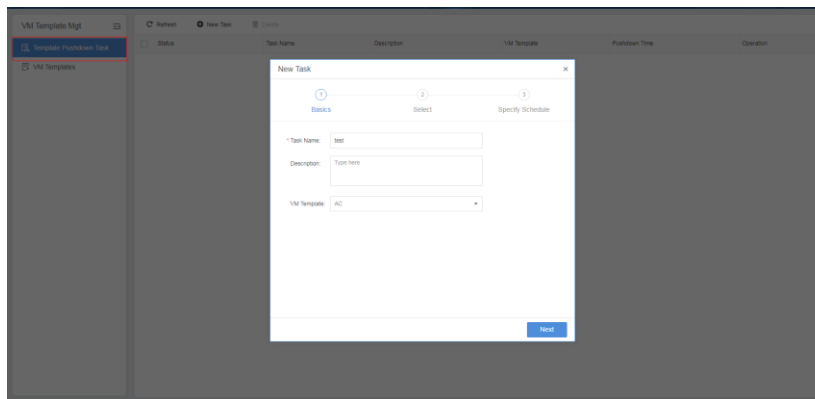 VM Template Mgt
Refresh New Task Delete
Template Pushdown Task
Status Task Name Description VM Template Pushdown Time Operation
VM Templates
New Task ×
1 2 3
Basics Select Specify Schedule
* Task Name: test
Description: Type here
VM Template: AC
Next